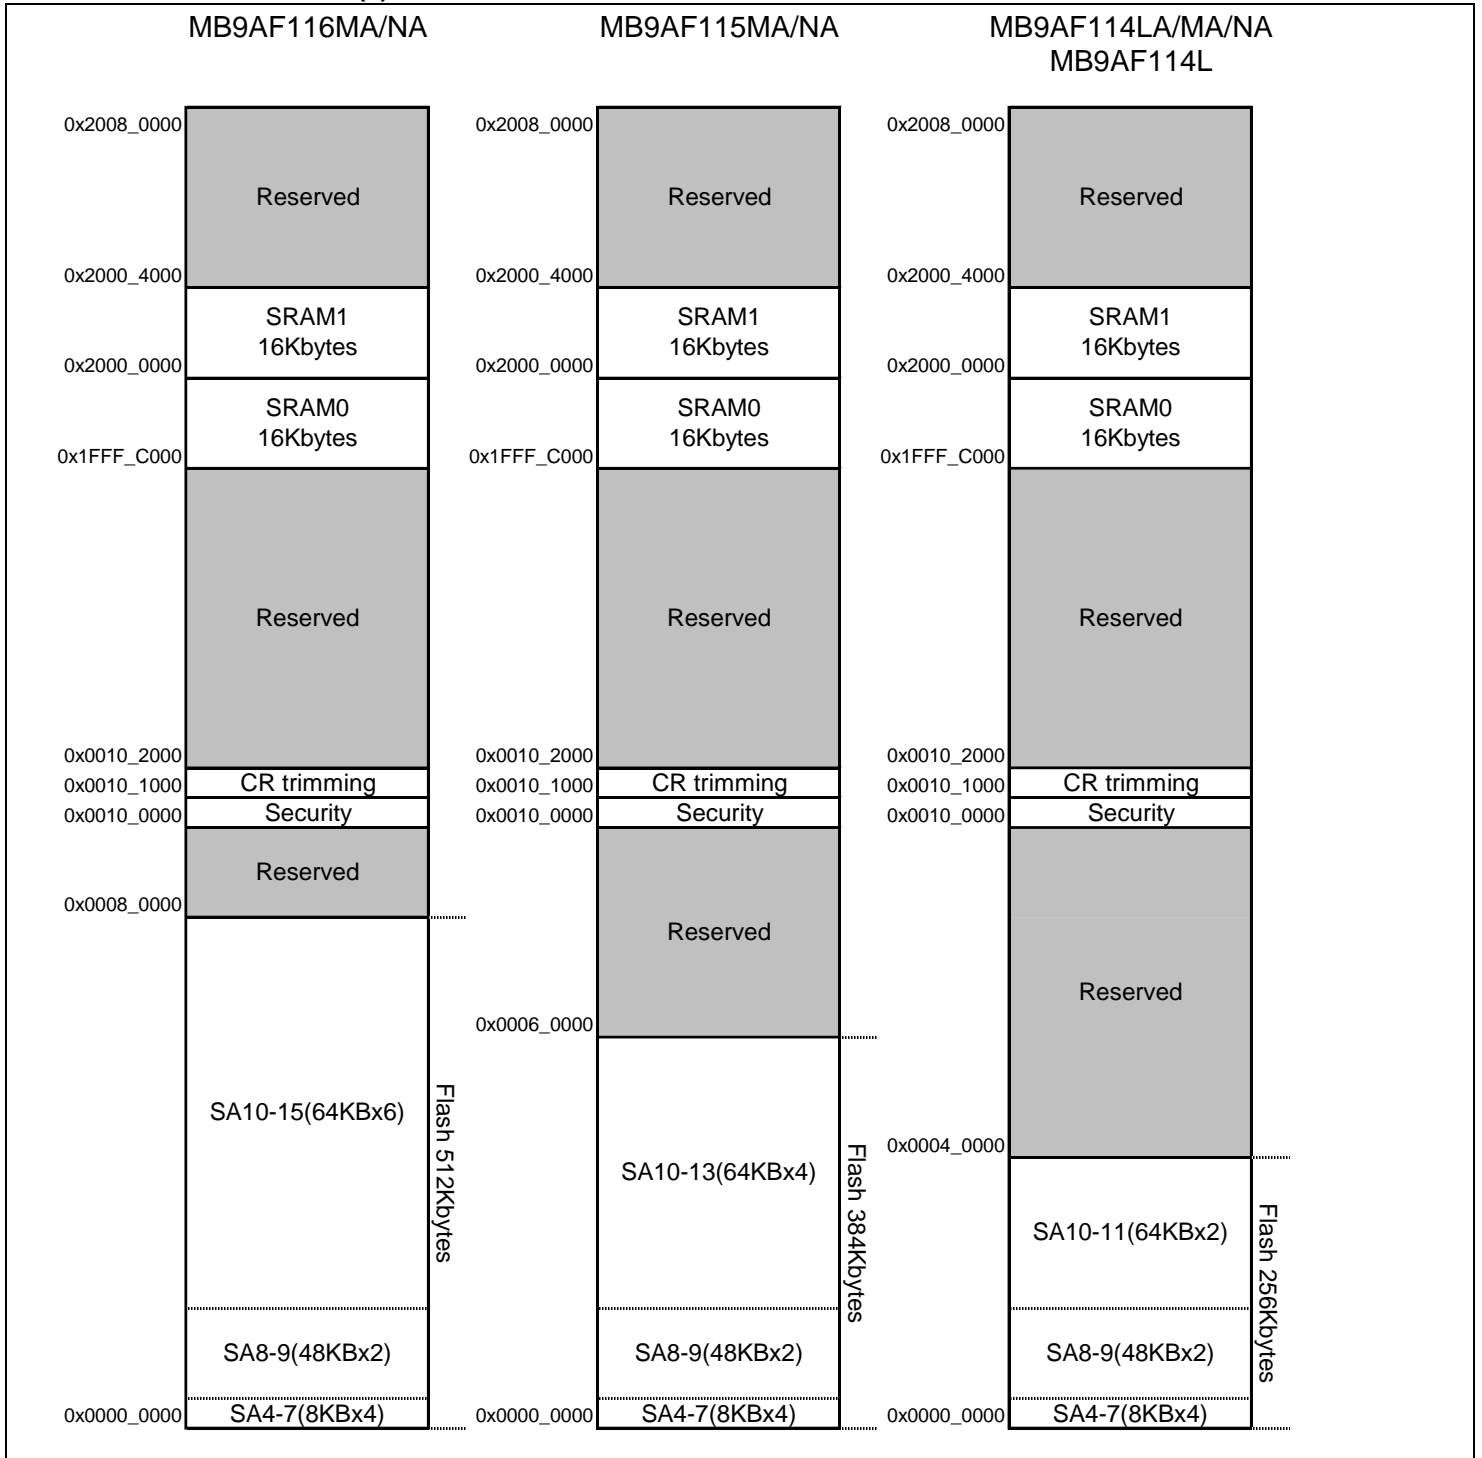 MB9AF116MA/NA
0x2008_0000
Reserved
0x2000_4000
SRAM1
16Kbytes
0x2000_0000
SRAM0
16Kbytes
0x1FFF_C000
Reserved
0x0010_2000
CR trimming
0x0010_1000
Security
0x0010_0000
Reserved
0x0008_0000
SA10-15(64KBx6)
Flash 512Kbytes
SA8-9(48KBx2)
SA4-7(8KBx4)
0x0000_0000
MB9AF115MA/NA
0x2008_0000
Reserved
0x2000_4000
SRAM1
16Kbytes
0x2000_0000
SRAM0
16Kbytes
0x1FFF_C000
Reserved
0x0010_2000
CR trimming
0x0010_1000
Security
0x0010_0000
Reserved
0x0006_0000
SA10-13(64KBx4)
Flash 384Kbytes
SA8-9(48KBx2)
SA4-7(8KBx4)
0x0000_0000
MB9AF114LA/MA/NA
MB9AF114L
0x2008_0000
Reserved
0x2000_4000
SRAM1
16Kbytes
0x2000_0000
SRAM0
16Kbytes
0x1FFF_C000
Reserved
0x0010_2000
CR trimming
0x0010_1000
Security
0x0010_0000
Reserved
0x0004_0000
SA10-11(64KBx2)
Flash 256Kbytes
SA8-9(48KBx2)
SA4-7(8KBx4)
0x0000_0000